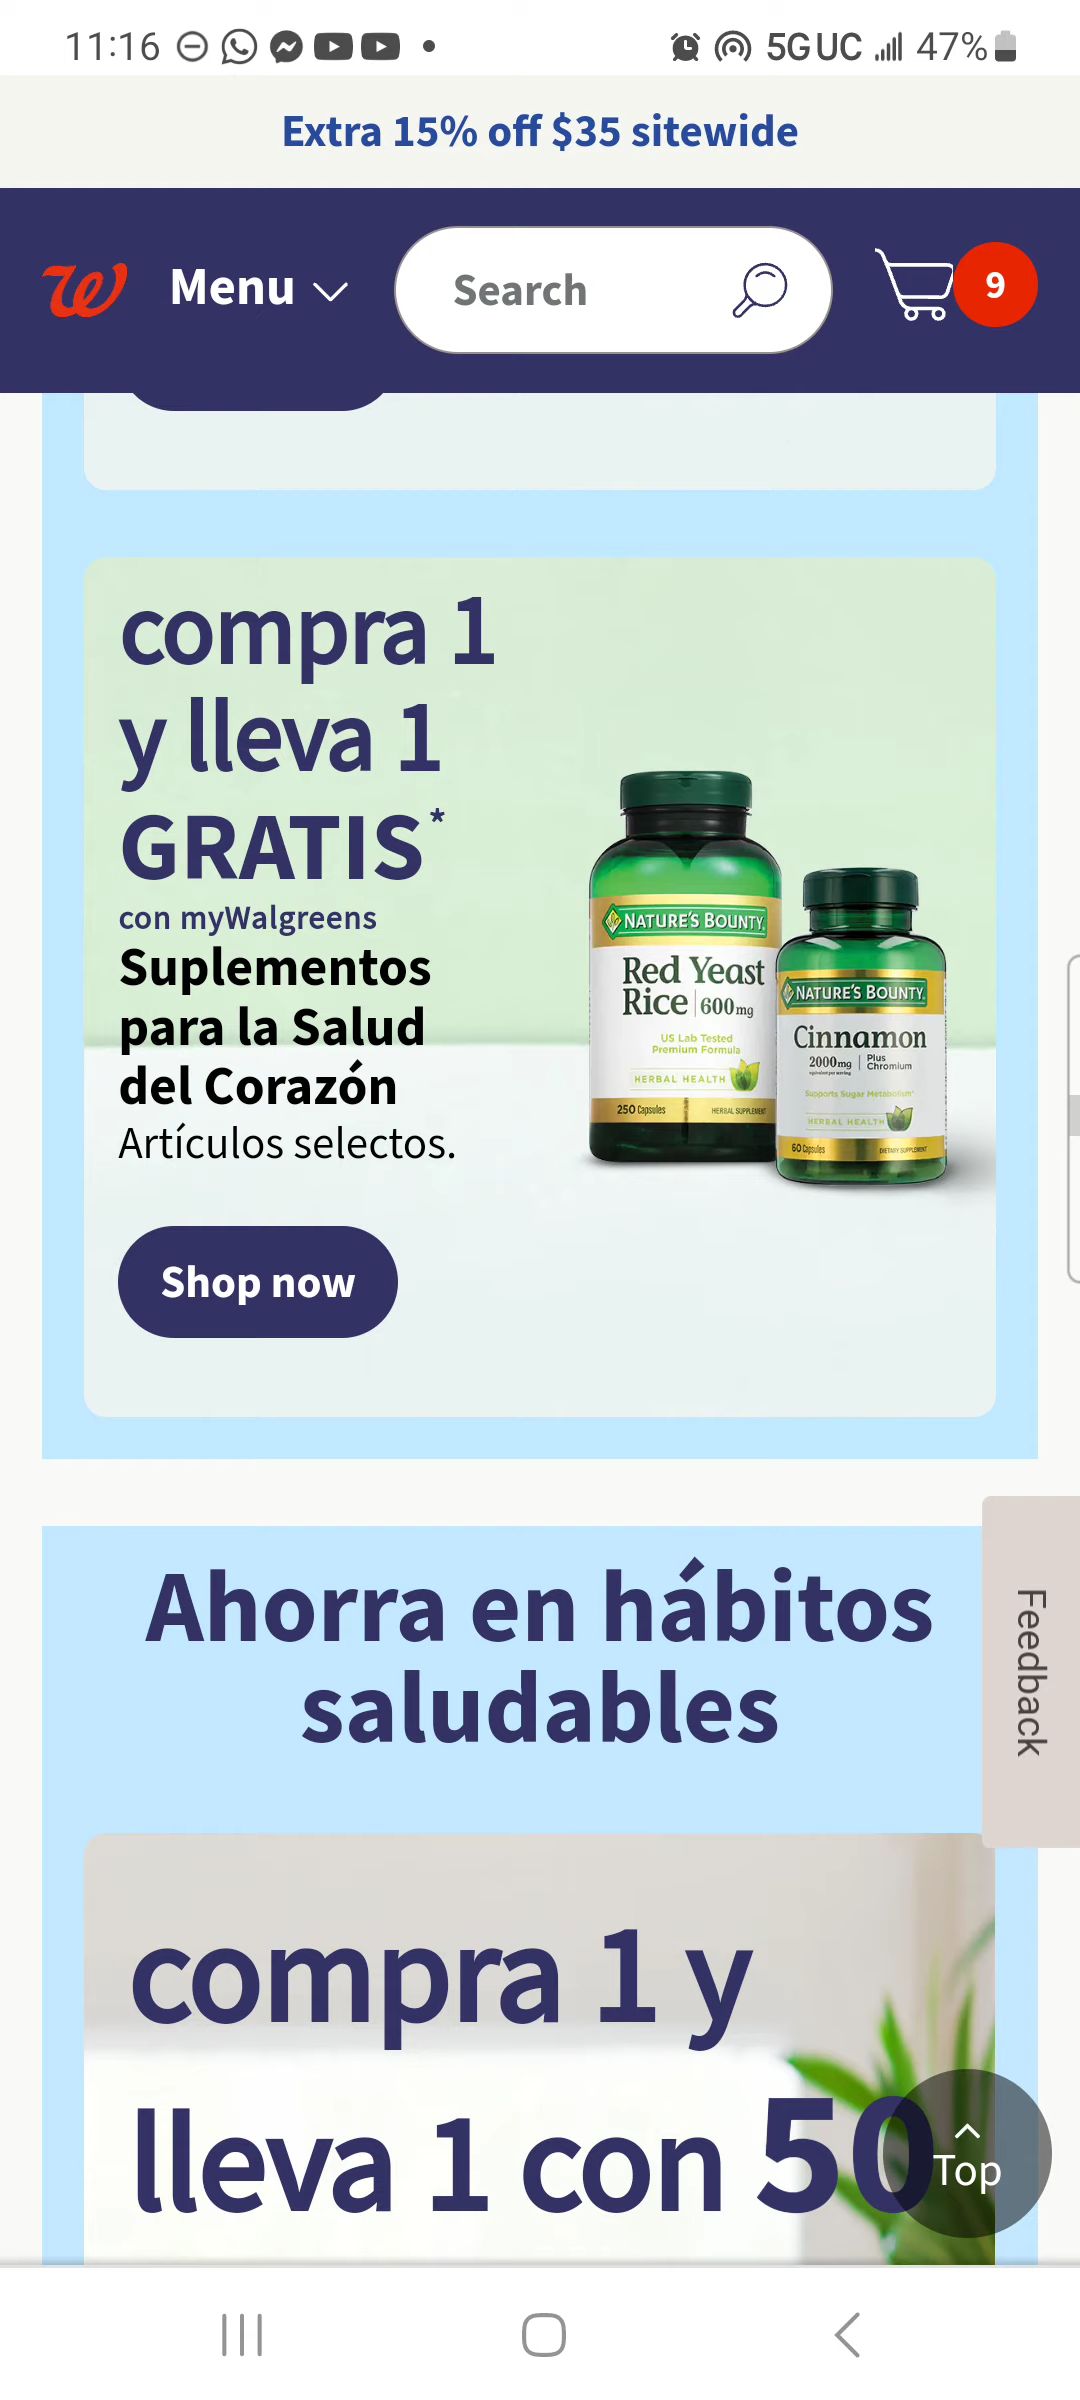 11:16
5G UC
47%
Extra 15% off $35 sitewide
W
Menu
Search
9
compra 1
y lleva 1
GRATIS*
con myWalgreens
Suplementos
para la Salud
del Corazón
Artículos selectos.
Shop now
NATURE'S BOUNTY
Red Yeast
Rice 600mg
US Lab Tested
Premium Formula
HERBAL HEALTH
250 Capsules
HERBAL SUPPLEMENT
NATURE'S BOUNTY
Cinnamon
2000mg
Plus
Chromium
Supports Sugar Metabolism*
HERBAL HEALTH
60 Capsules
DIETARY SUPPLEMENT
Feedback
Ahorra en hábitos
saludables
compra 1 y
lleva 1 con 50
Top